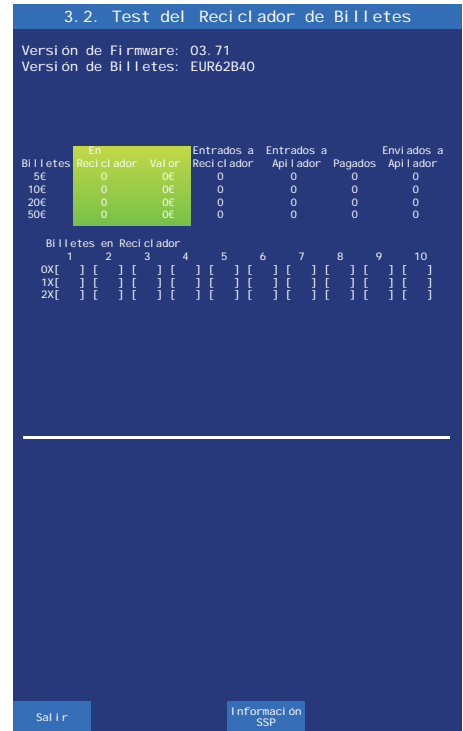 3.2. Test del Reciclador de Billetes
Versión de Firmware: 03.71
Versión de Billetes: EUR62B40
En Entrados a Entrados a Enviados a
Billetes Reciclador Valor Reciclador Apilador Pagados Apilador
5€ 0 0€ 0 0 0 0
10€ 0 0€ 0 0 0 0
20€ 0 0€ 0 0 0 0
50€ 0 0€ 0 0 0 0
Billetes en Reciclador
1 2 3 4 5 6 7 8 9 10
0X[ ] [ ] [ ] [ ] [ ] [ ] [ ] [ ] [ ] [ ]
1X[ ] [ ] [ ] [ ] [ ] [ ] [ ] [ ] [ ] [ ]
2X[ ] [ ] [ ] [ ] [ ] [ ] [ ] [ ] [ ] [ ]
Salir
Información
SSP